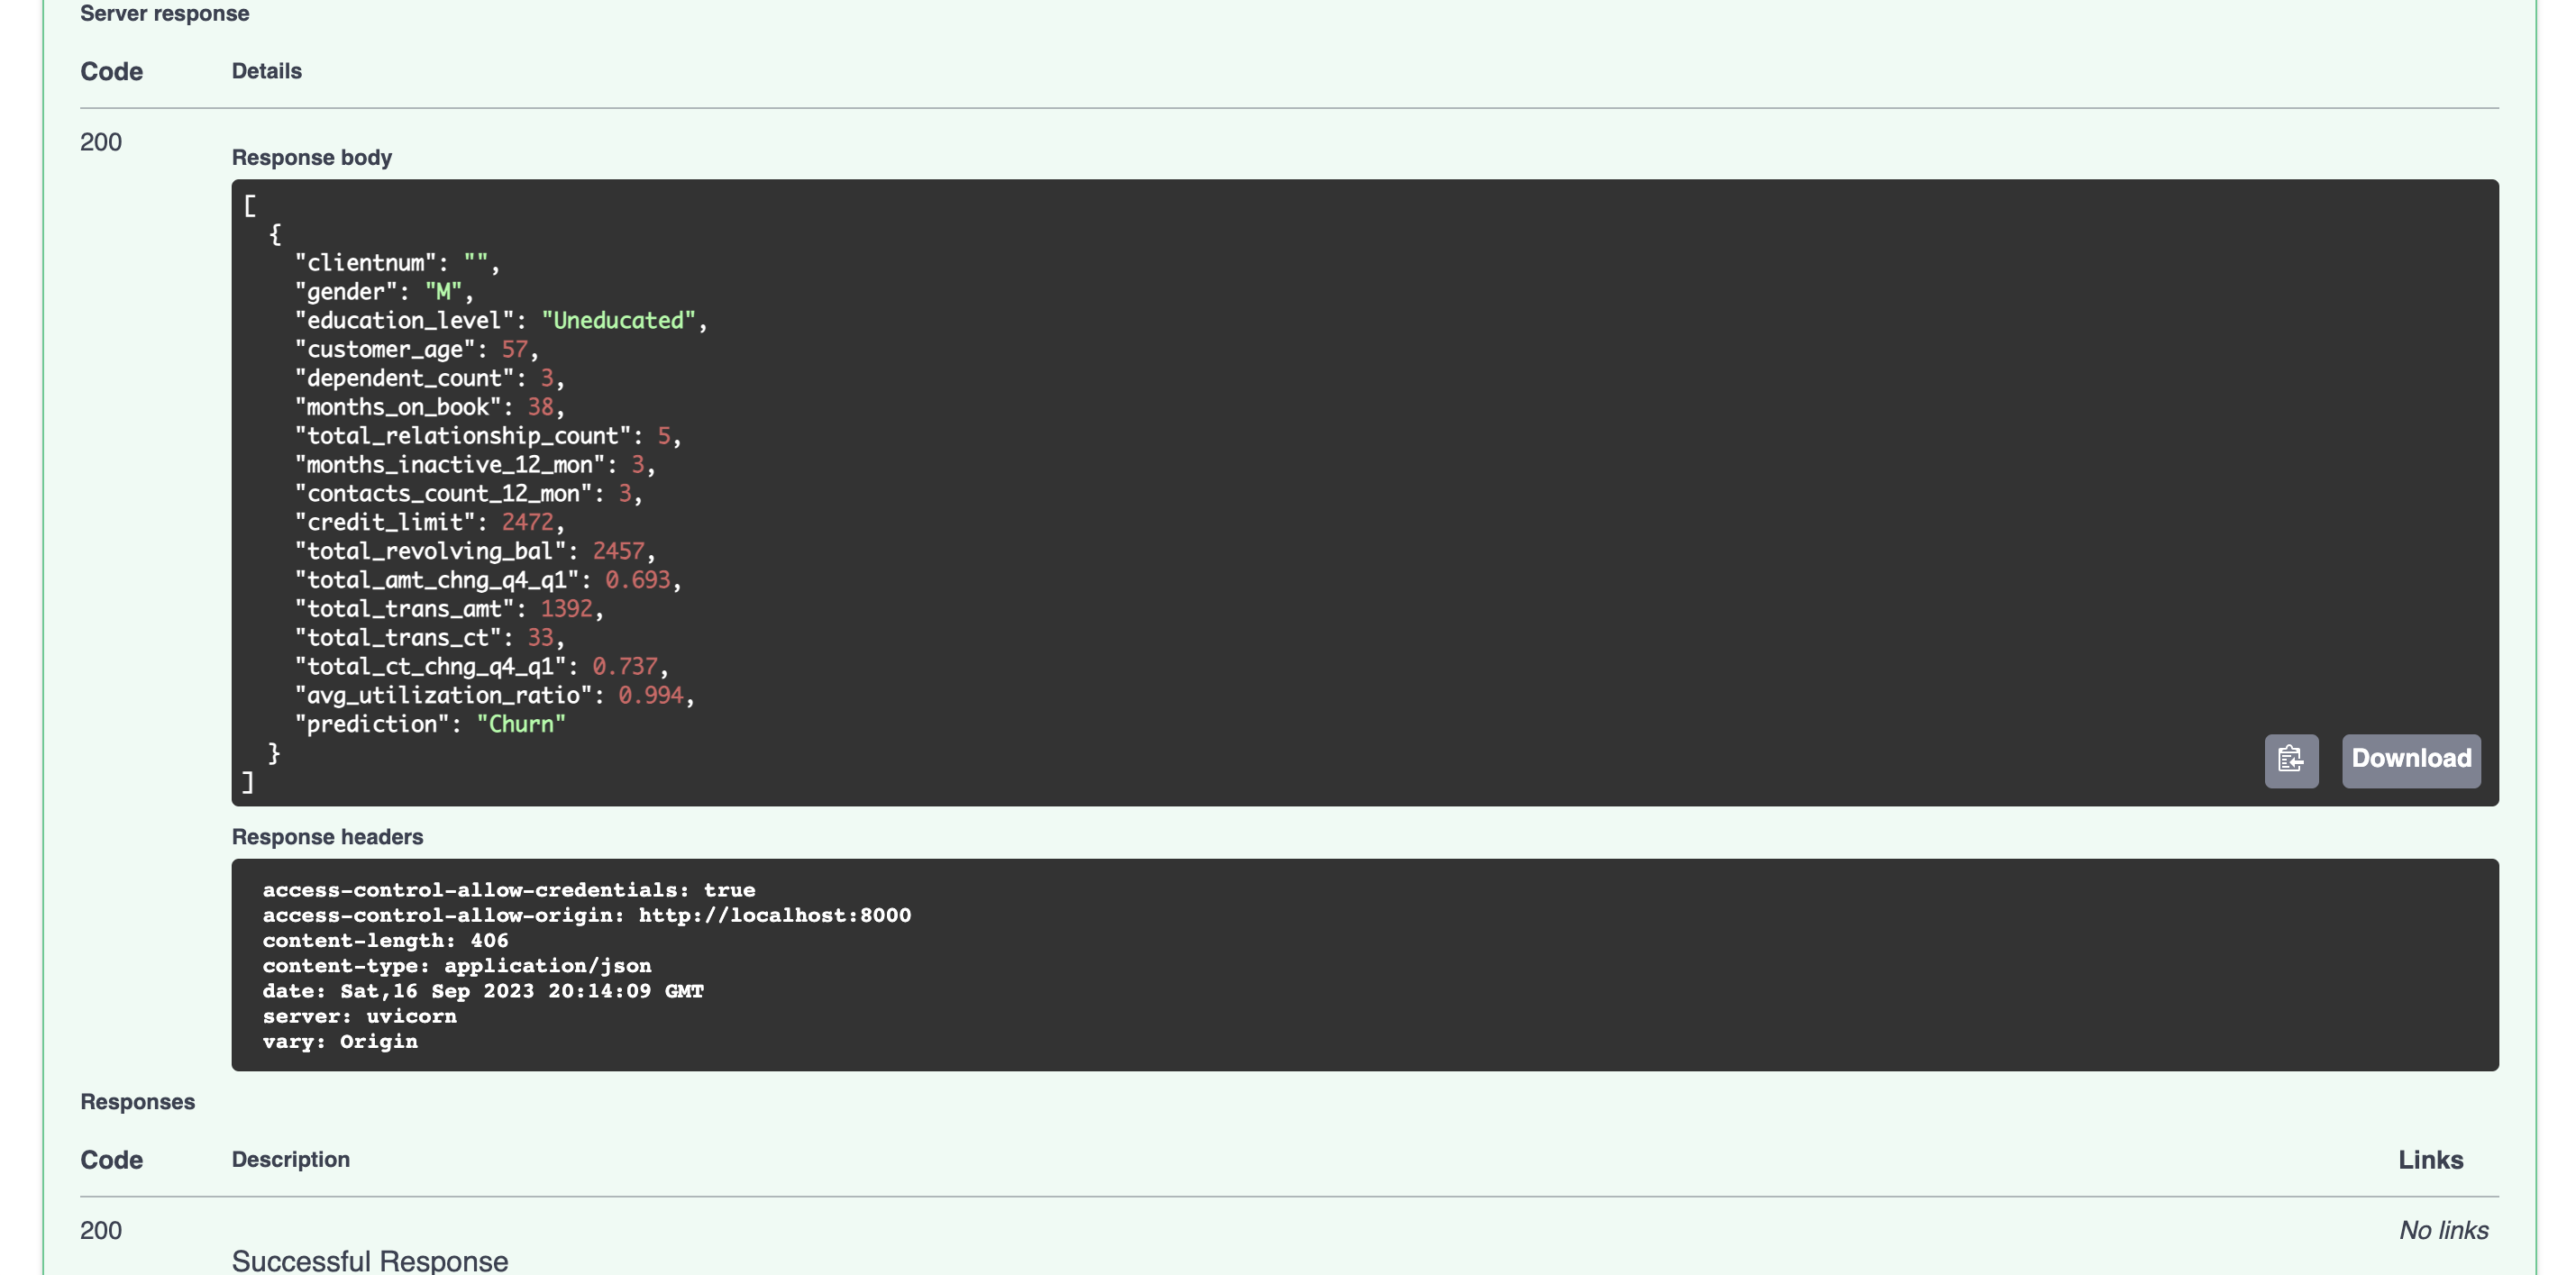 Server response
Code Details
200
Response body
[
  {
    "clientnum": "",
    "gender": "M",
    "education_level": "Uneducated",
    "customer_age": 57,
    "dependent_count": 3,
    "months_on_book": 38,
    "total_relationship_count": 5,
    "months_inactive_12_mon": 3,
    "contacts_count_12_mon": 3,
    "credit_limit": 2472,
    "total_revolving_bal": 2457,
    "total_amt_chng_q4_q1": 0.693,
    "total_trans_amt": 1392,
    "total_trans_ct": 33,
    "total_ct_chng_q4_q1": 0.737,
    "avg_utilization_ratio": 0.994,
    "prediction": "Churn"
  }
]
Download
Response headers
access-control-allow-credentials: true
access-control-allow-origin: http://localhost:8000
content-length: 406
content-type: application/json
date: Sat,16 Sep 2023 20:14:09 GMT
server: uvicorn
vary: Origin
Responses
Code Description Links
200 No links
Successful Response